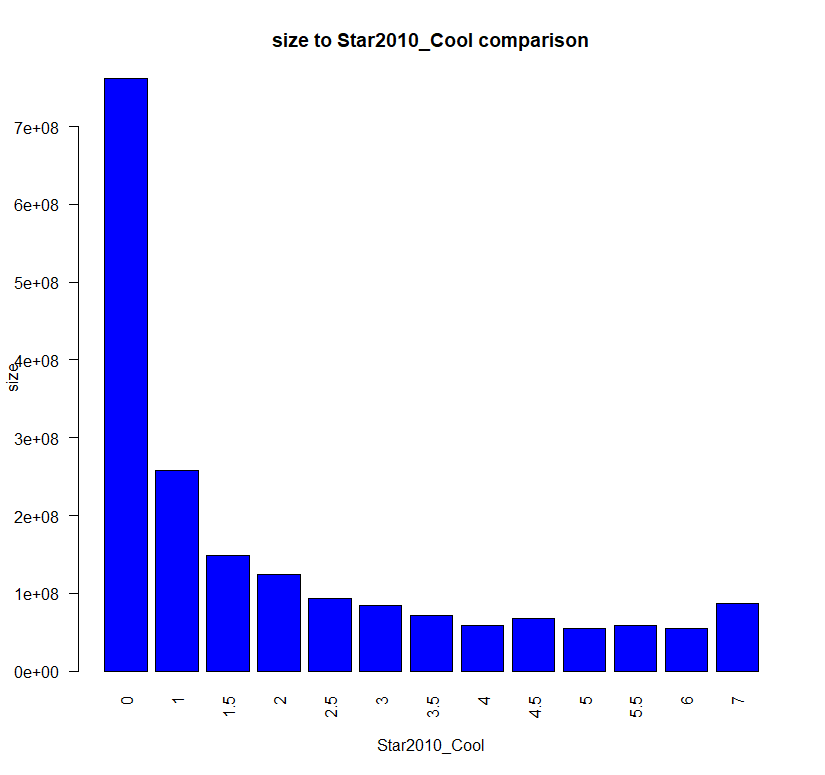 size to Star2010_Cool comparison
7e+08
6e+08
5e+08
4e+08
size
3e+08
2e+08
1e+08
0e+00
0 1 1.5 2 2.5 3 3.5 4 4.5 5 5.5 6 7
Star2010_Cool